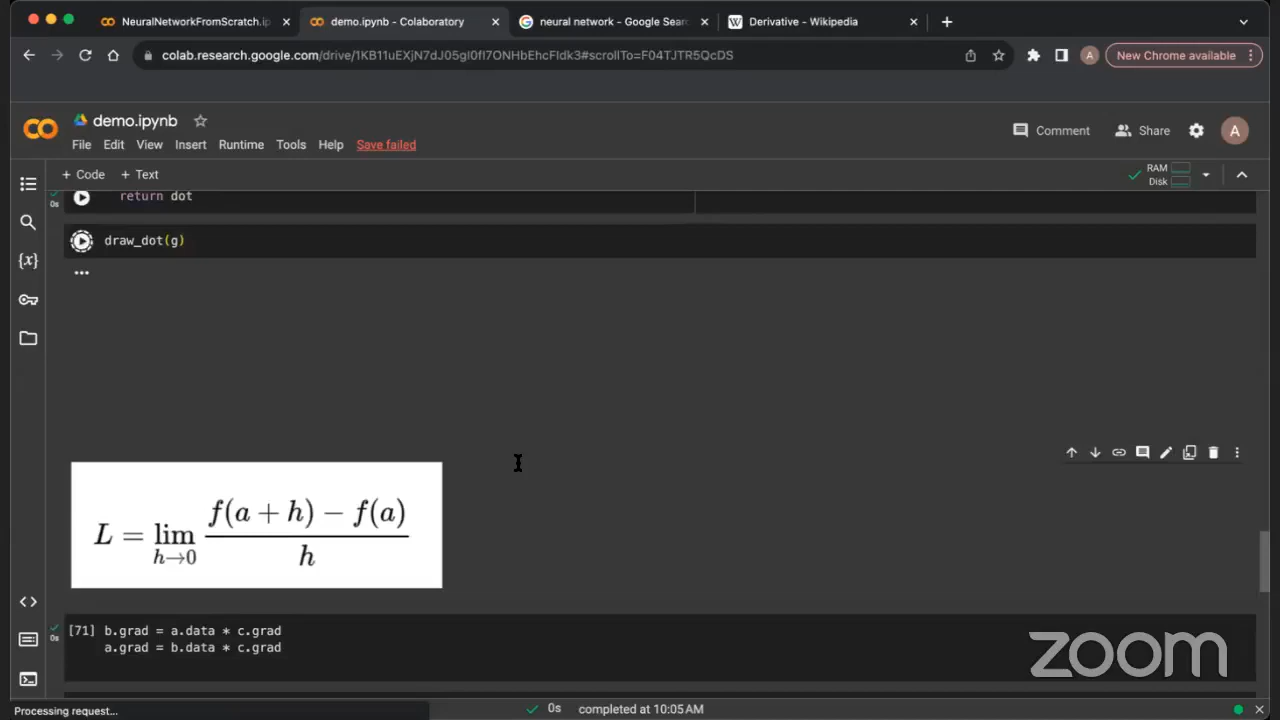 NeuralNetworkFromScratch.ip
demo.ipynb - Colaboratory
neural network - Google Sear
Derivative - Wikipedia
colab.research.google.com/drive/1KB11uEXjN7dJ05gI0fI7ONHbEhcFIdk3#scrollTo=F04TJTR5QcDS
A
New Chrome available
demo.ipynb
Comment
Share
A
File Edit View Insert Runtime Tools Help Save failed
+ Code + Text
RAM
Disk
0s
return dot
draw_dot(g)
...
L = lim h→0 f(a + h) − f(a) / h
0s
[71] b.grad = a.data * c.grad
a.grad = b.data * c.grad
zoom
Processing request...
0s completed at 10:05 AM